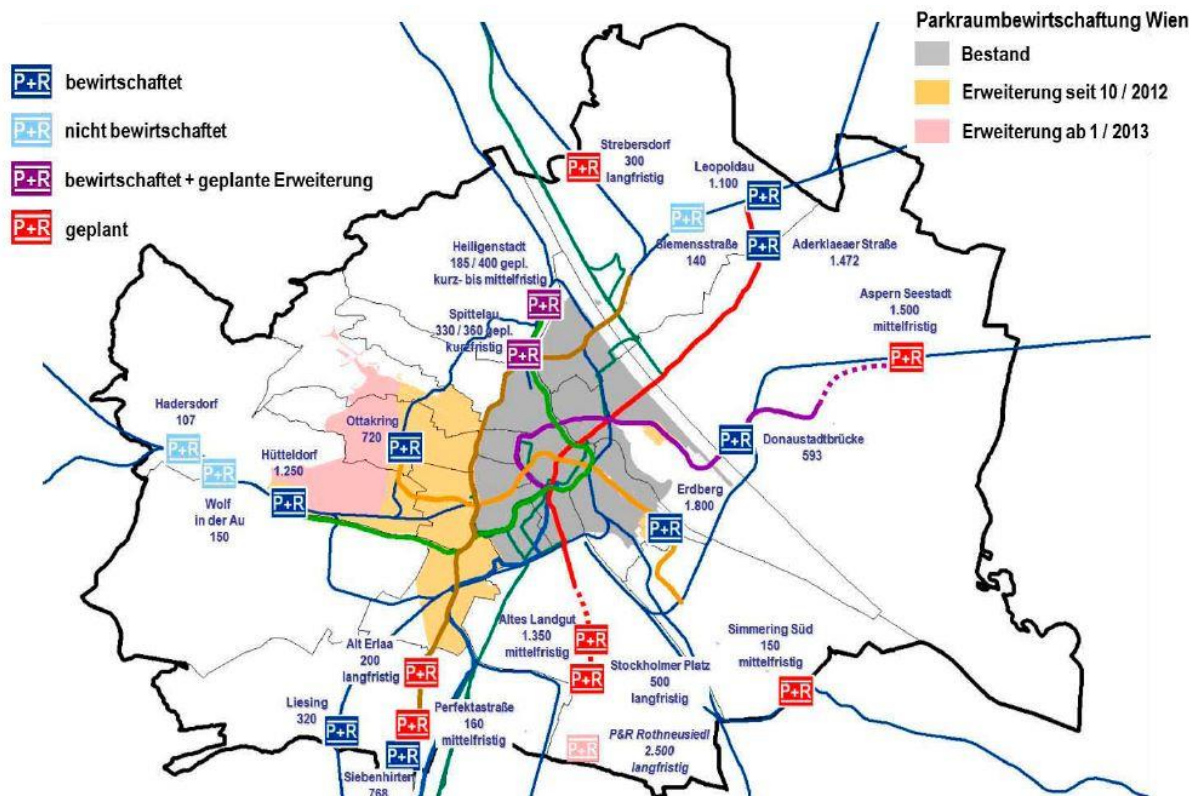 Parkraumbewirtschaftung Wien
Bestand
Erweiterung seit 10 / 2012
Erweiterung ab 1 / 2013
P+R bewirtschaftet
P+R nicht bewirtschaftet
P+R bewirtschaftet + geplante Erweiterung
P+R geplant
Strebersdorf
300
langfristig
P+R
Leopoldau
1.100
P+R
P+R
Siemensstraße
140
P+R
Aderklaeaer Straße
1.472
Heiligenstadt
185 / 400 gepl.
kurz- bis mittelfristig
P+R
Spittelau
330 / 360 gepl.
kurzfristig
P+R
Aspern Seestadt
1.500
mittelfristig
P+R
Hadersdorf
107
P+R
Wolf
in der Au
150
P+R
Hütteldorf
1.250
P+R
Ottakring
720
P+R
P+R
Donaustadtbrücke
593
Erdberg
1.800
P+R
Altes Landgut
1.350
mittelfristig
P+R
Stockholmer Platz
500
langfristig
P+R
Simmering Süd
150
mittelfristig
P+R
Alt Erlaa
200
langfristig
P+R
Perfektastraße
160
mittelfristig
P+R
Liesing
320
P+R
P+R
Siebenhirten
768
P+R
P&R Rothneusiedl
2.500
langfristig